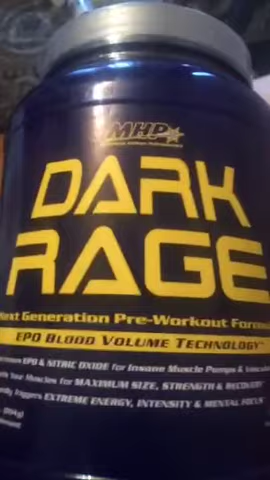 MHP
DARK
RAGE
Next Generation Pre-Workout Formula
EPO BLOOD VOLUME TECHNOLOGY
EPO & NITRIC OXIDE for Insane Muscle Pumps &
Your Muscles for MAXIMUM SIZE, STRENGTH & RECOVERY
Triggers EXTREME ENERGY, INTENSITY & MENTAL FOCUS